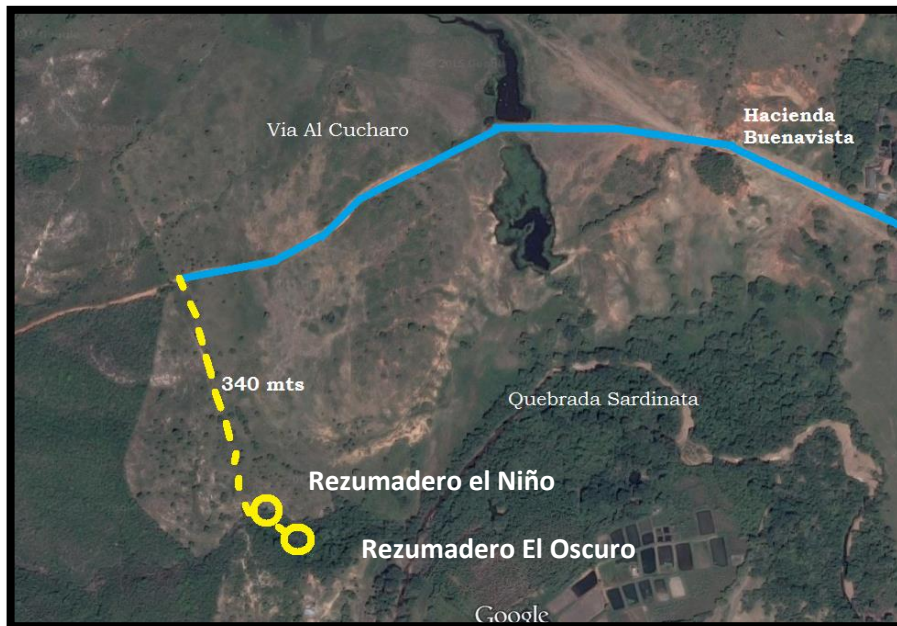 Hacienda
Buenavista
Via Al Cucharo
340 mts
Quebrada Sardinata
Rezumadero el Niño
Rezumadero El Oscuro
Google